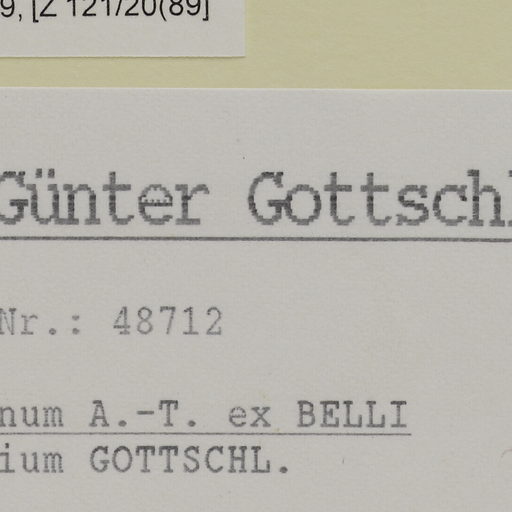 9, [Z 121/20(89]
Günter Gottschl
Nr.: 48712
num A.-T. ex BELLI
ium GOTTSCHL.